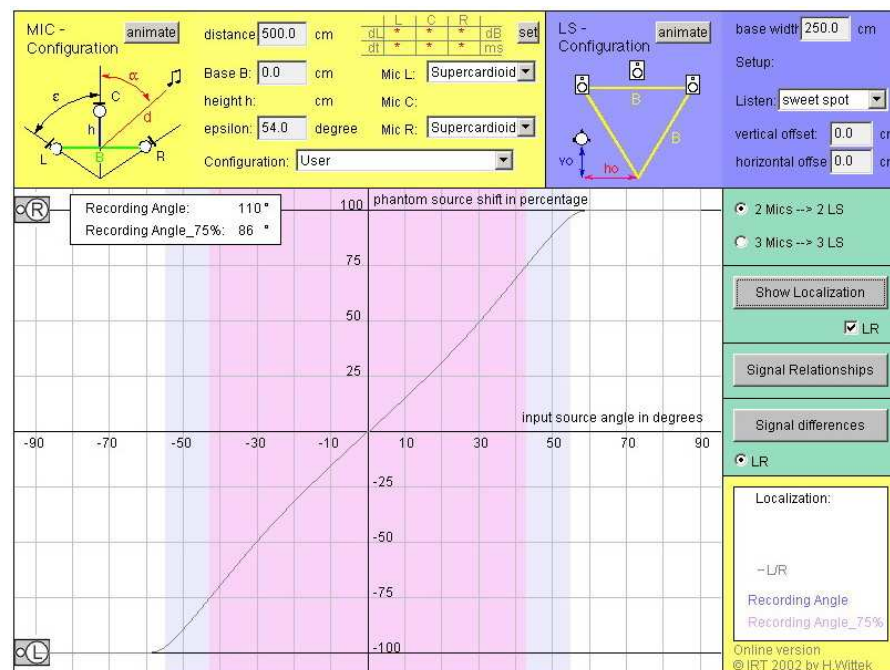 MIC - Configuration
animate
ε
α
C
h
d
L
B
R
distance 500.0 cm
Base B: 0.0 cm
height h: cm
epsilon: 54.0 degree
Configuration: User
L C R
dL * * * dB
dt * * * ms
set
Mic L: Supercardioid
Mic C:
Mic R: Supercardioid
LS - Configuration
animate
B
B
vo
ho
base width 250.0 cm
Setup:
Listen: sweet spot
vertical offset: 0.0 cr
horizontal offse 0.0 cr
R
Recording Angle: 110°
Recording Angle_75%: 86 °
phantom source shift in percentage
100
75
50
25
input source angle in degrees
-90 -70 -50 -30 -10 10 30 50 70 90
-25
-50
-75
-100
L
2 Mics --> 2 LS
3 Mics --> 3 LS
Show Localization
LR
Signal Relationships
Signal differences
LR
Localization:
- L/R
Recording Angle
Recording Angle_75%
Online version
© IRT 2002 by H.Wittek